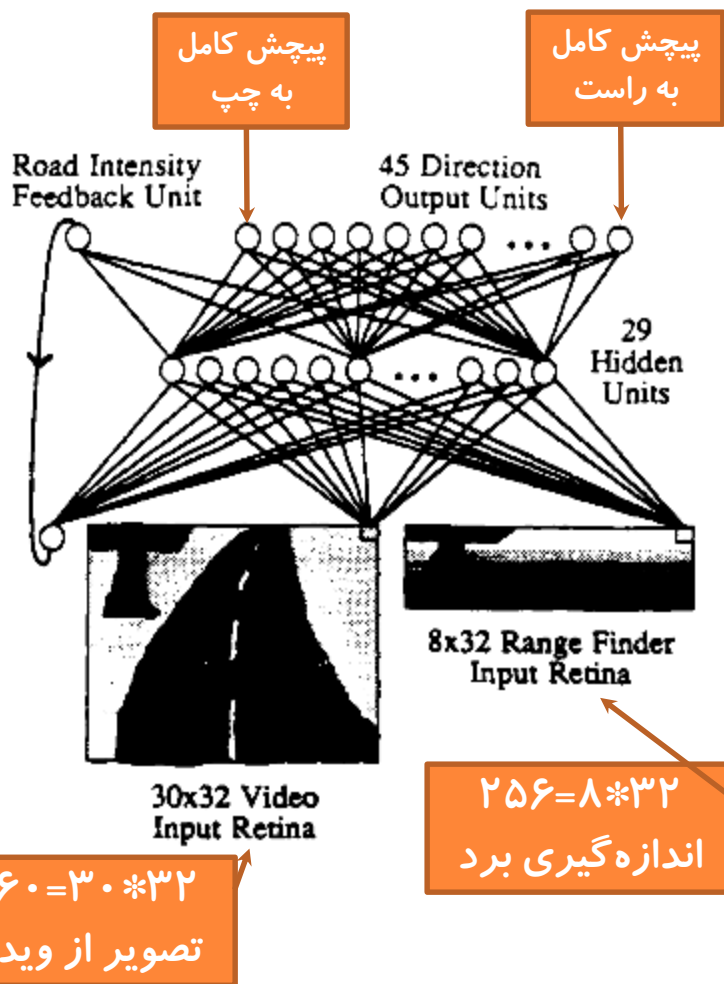 پیچش کامل
به چپ
پیچش کامل
به راست
Road Intensity
Feedback Unit
45 Direction
Output Units
29
Hidden
Units
8x32 Range Finder
Input Retina
۲۵۶=۸*۳۲
اندازه‌گیری برد
30x32 Video
Input Retina
۶۰=۳۰*۳۲
تصویر از